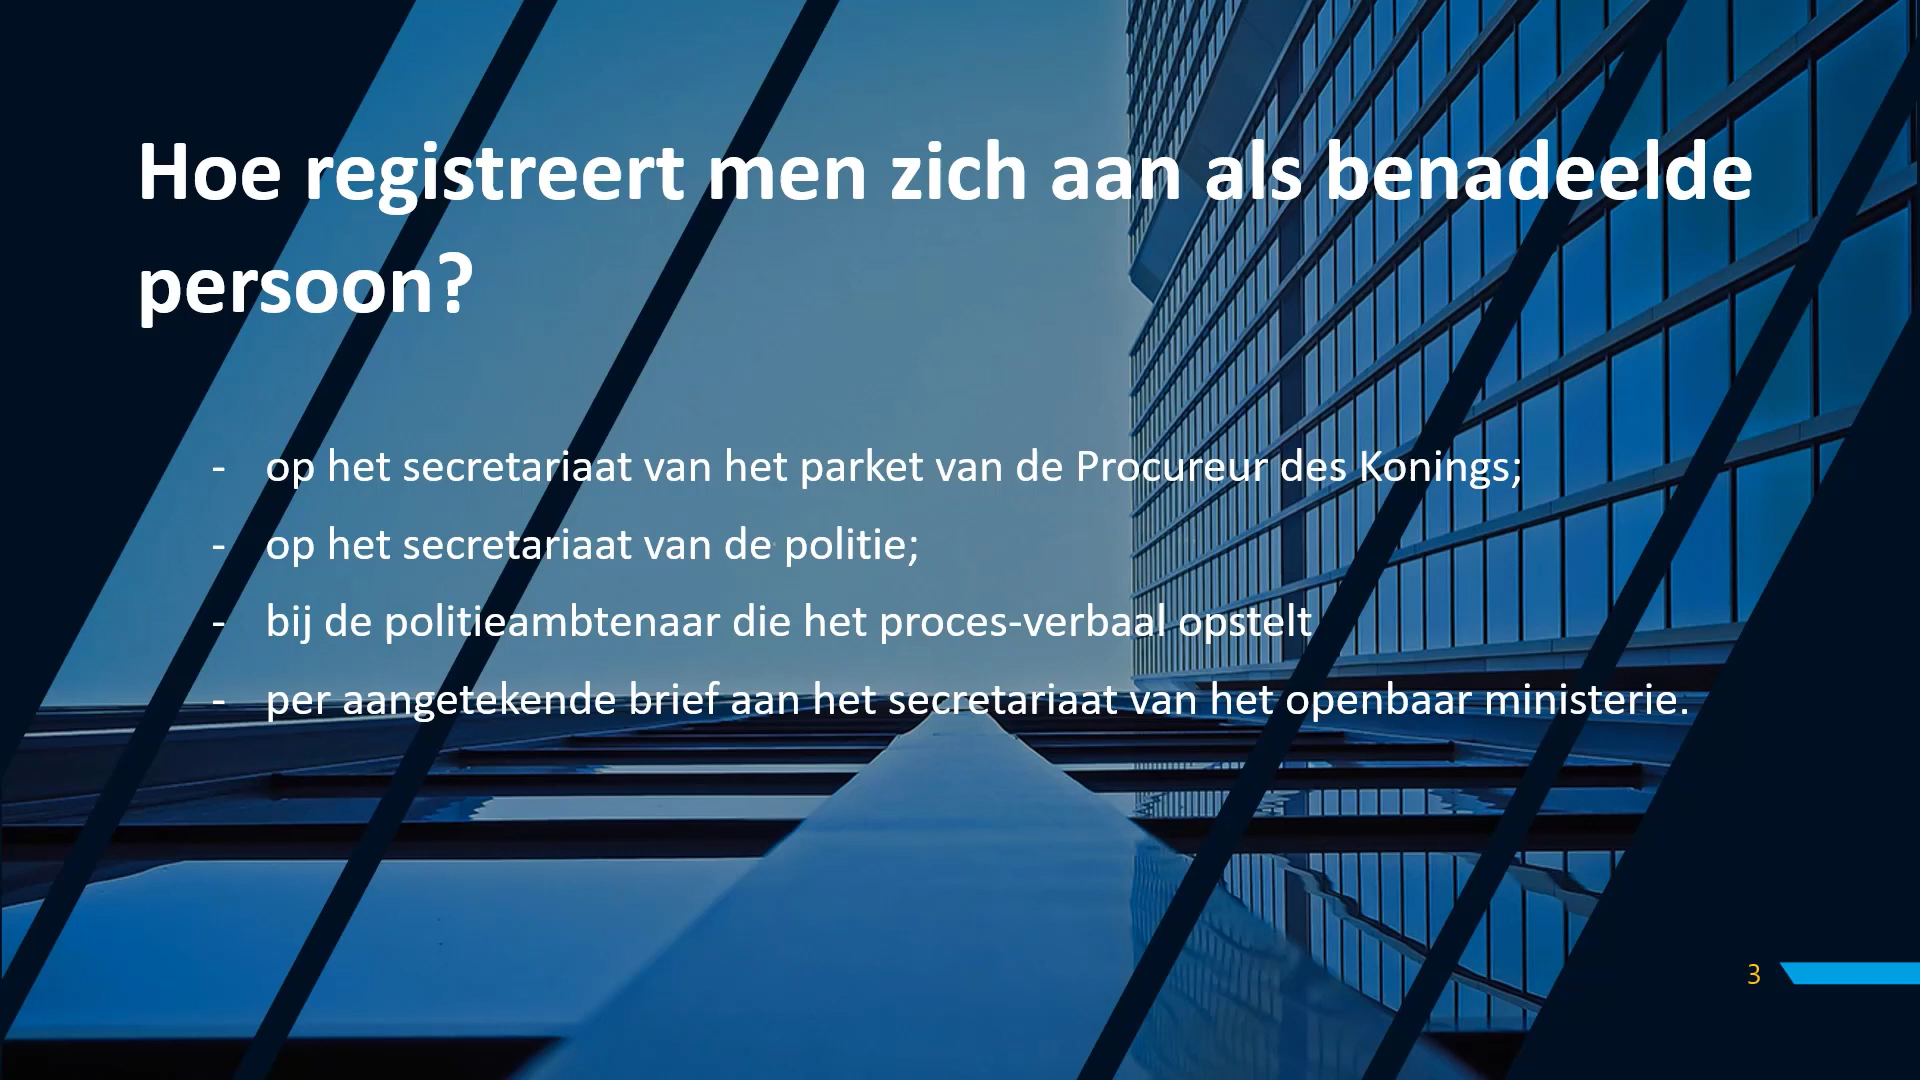 Hoe registreert men zich aan als benadeelde
persoon?
- op het secretariaat van het parket van de Procureur des Konings;
- op het secretariaat van de politie;
- bij de politieambtenaar die het proces-verbaal opstelt
- per aangetekende brief aan het secretariaat van het openbaar ministerie.
3